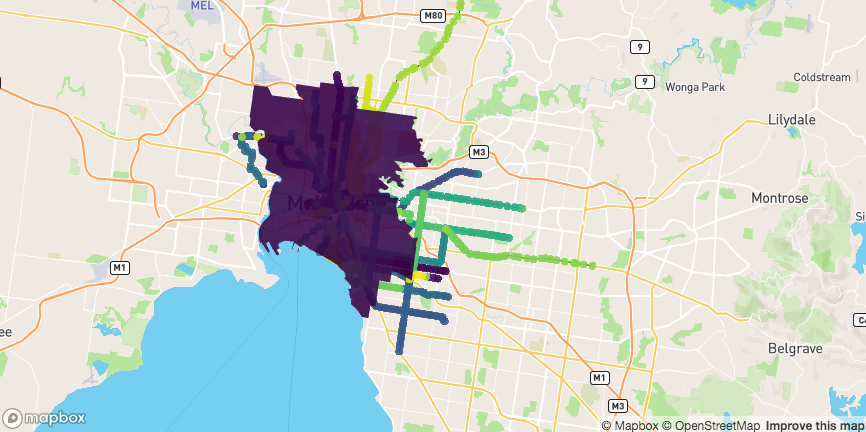 MEL
M80
9
9
Wonga Park
Coldstream
Lilydale
M3
Montrose
M1
Belgrave
M1
M3
mapbox
© Mapbox © OpenStreetMap Improve this map